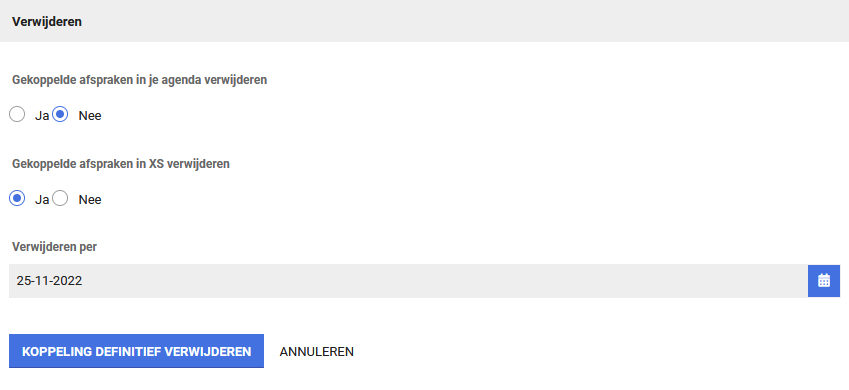 Verwijderen
Gekoppelde afspraken in je agenda verwijderen
Ja Nee
Gekoppelde afspraken in XS verwijderen
Ja Nee
Verwijderen per
25-11-2022
KOPPELING DEFINITIEF VERWIJDEREN ANNULEREN